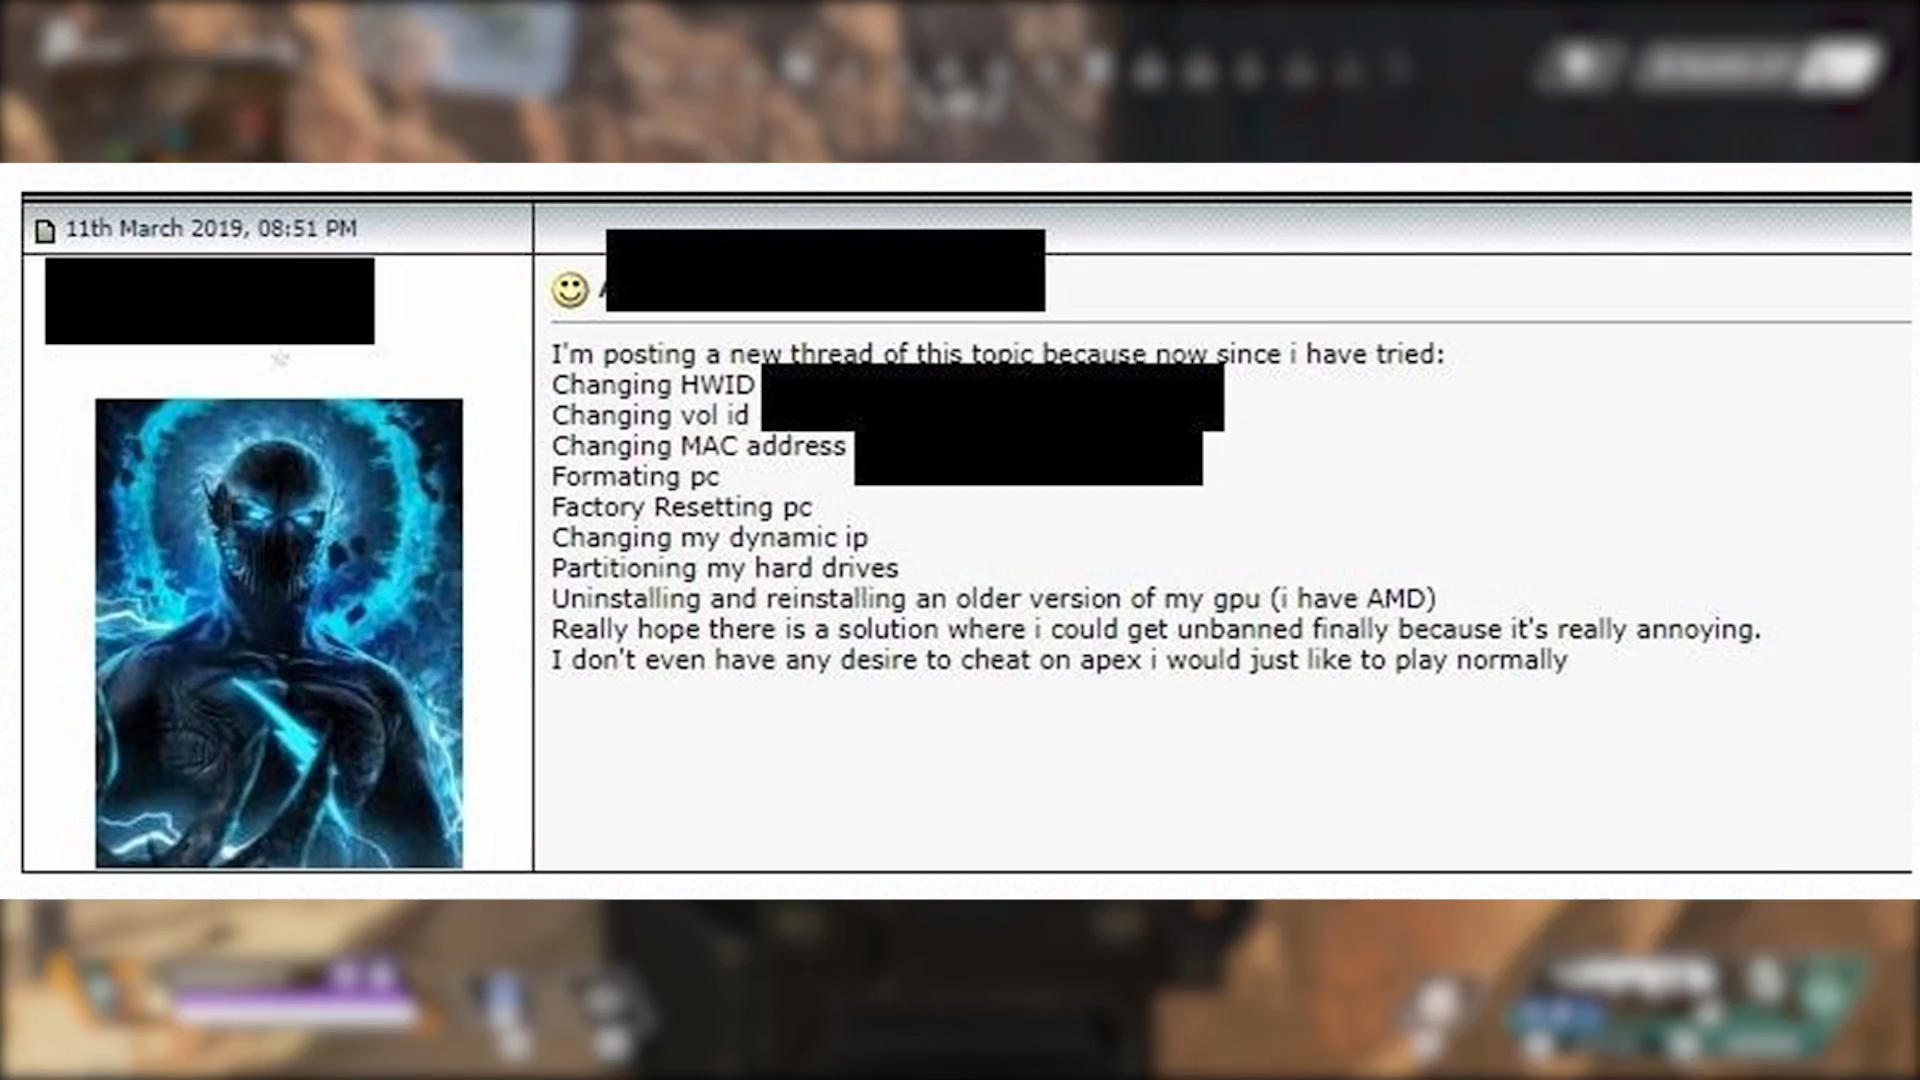 11th March 2019, 08:51 PM
I'm posting a new thread of this topic because now since i have tried:
Changing HWID
Changing vol id
Changing MAC address
Formating pc
Factory Resetting pc
Changing my dynamic ip
Partitioning my hard drives
Uninstalling and reinstalling an older version of my gpu (i have AMD)
Really hope there is a solution where i could get unbanned finally because it's really annoying.
I don't even have any desire to cheat on apex i would just like to play normally